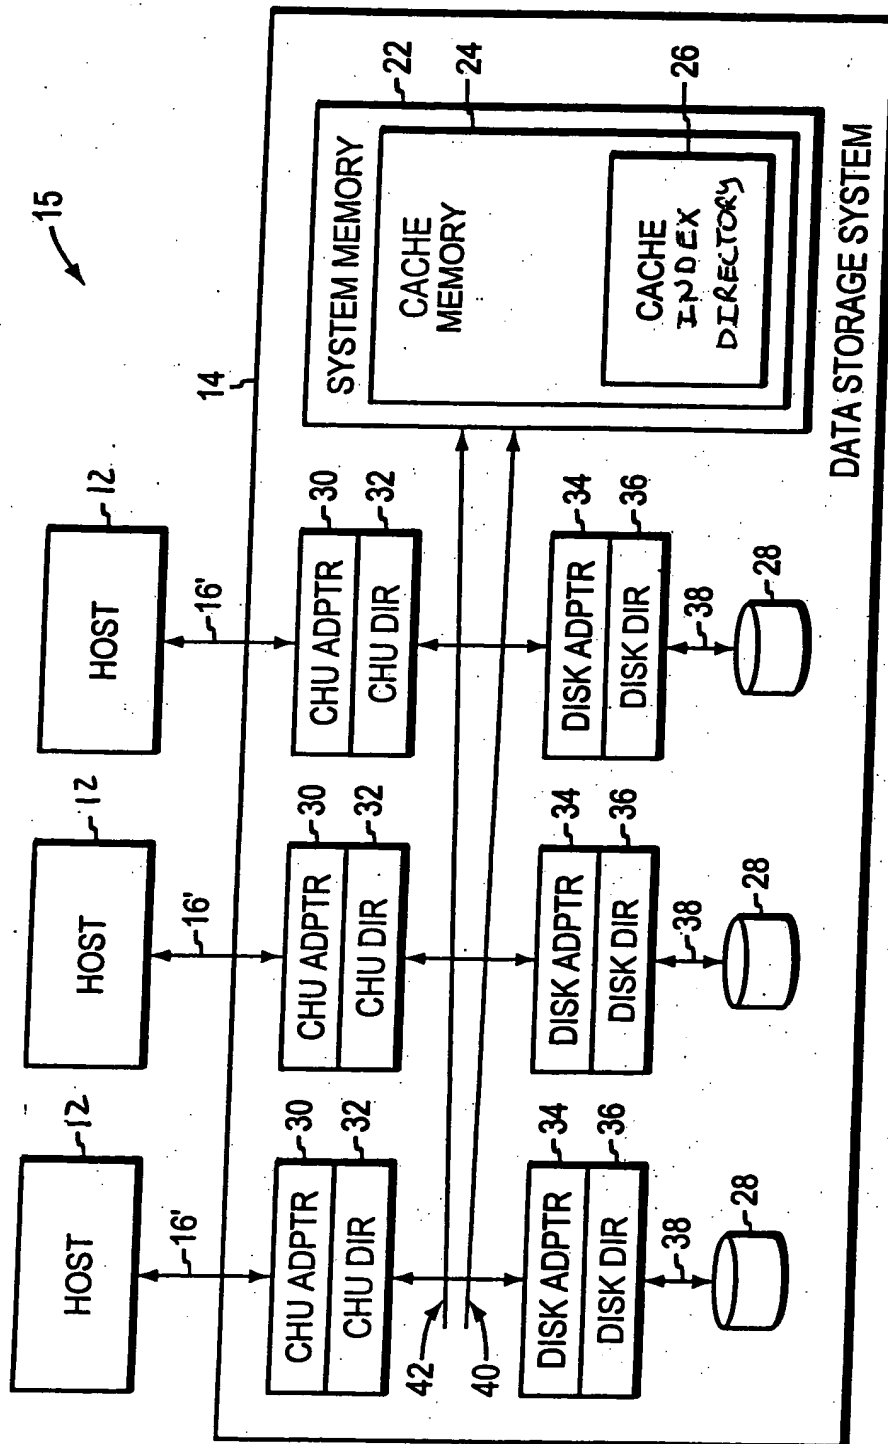 15
12
12
12
HOST
HOST
HOST
16'
16'
16'
14
30
30
30
CHU ADPTR
CHU ADPTR
CHU ADPTR
32
32
32
CHU DIR
CHU DIR
CHU DIR
42
40
34
34
34
DISK ADPTR
DISK ADPTR
DISK ADPTR
36
36
36
DISK DIR
DISK DIR
DISK DIR
38
38
38
28
28
28
22
24
26
SYSTEM MEMORY
CACHE
MEMORY
CACHE
INDEX
DIRECTORY
DATA STORAGE SYSTEM